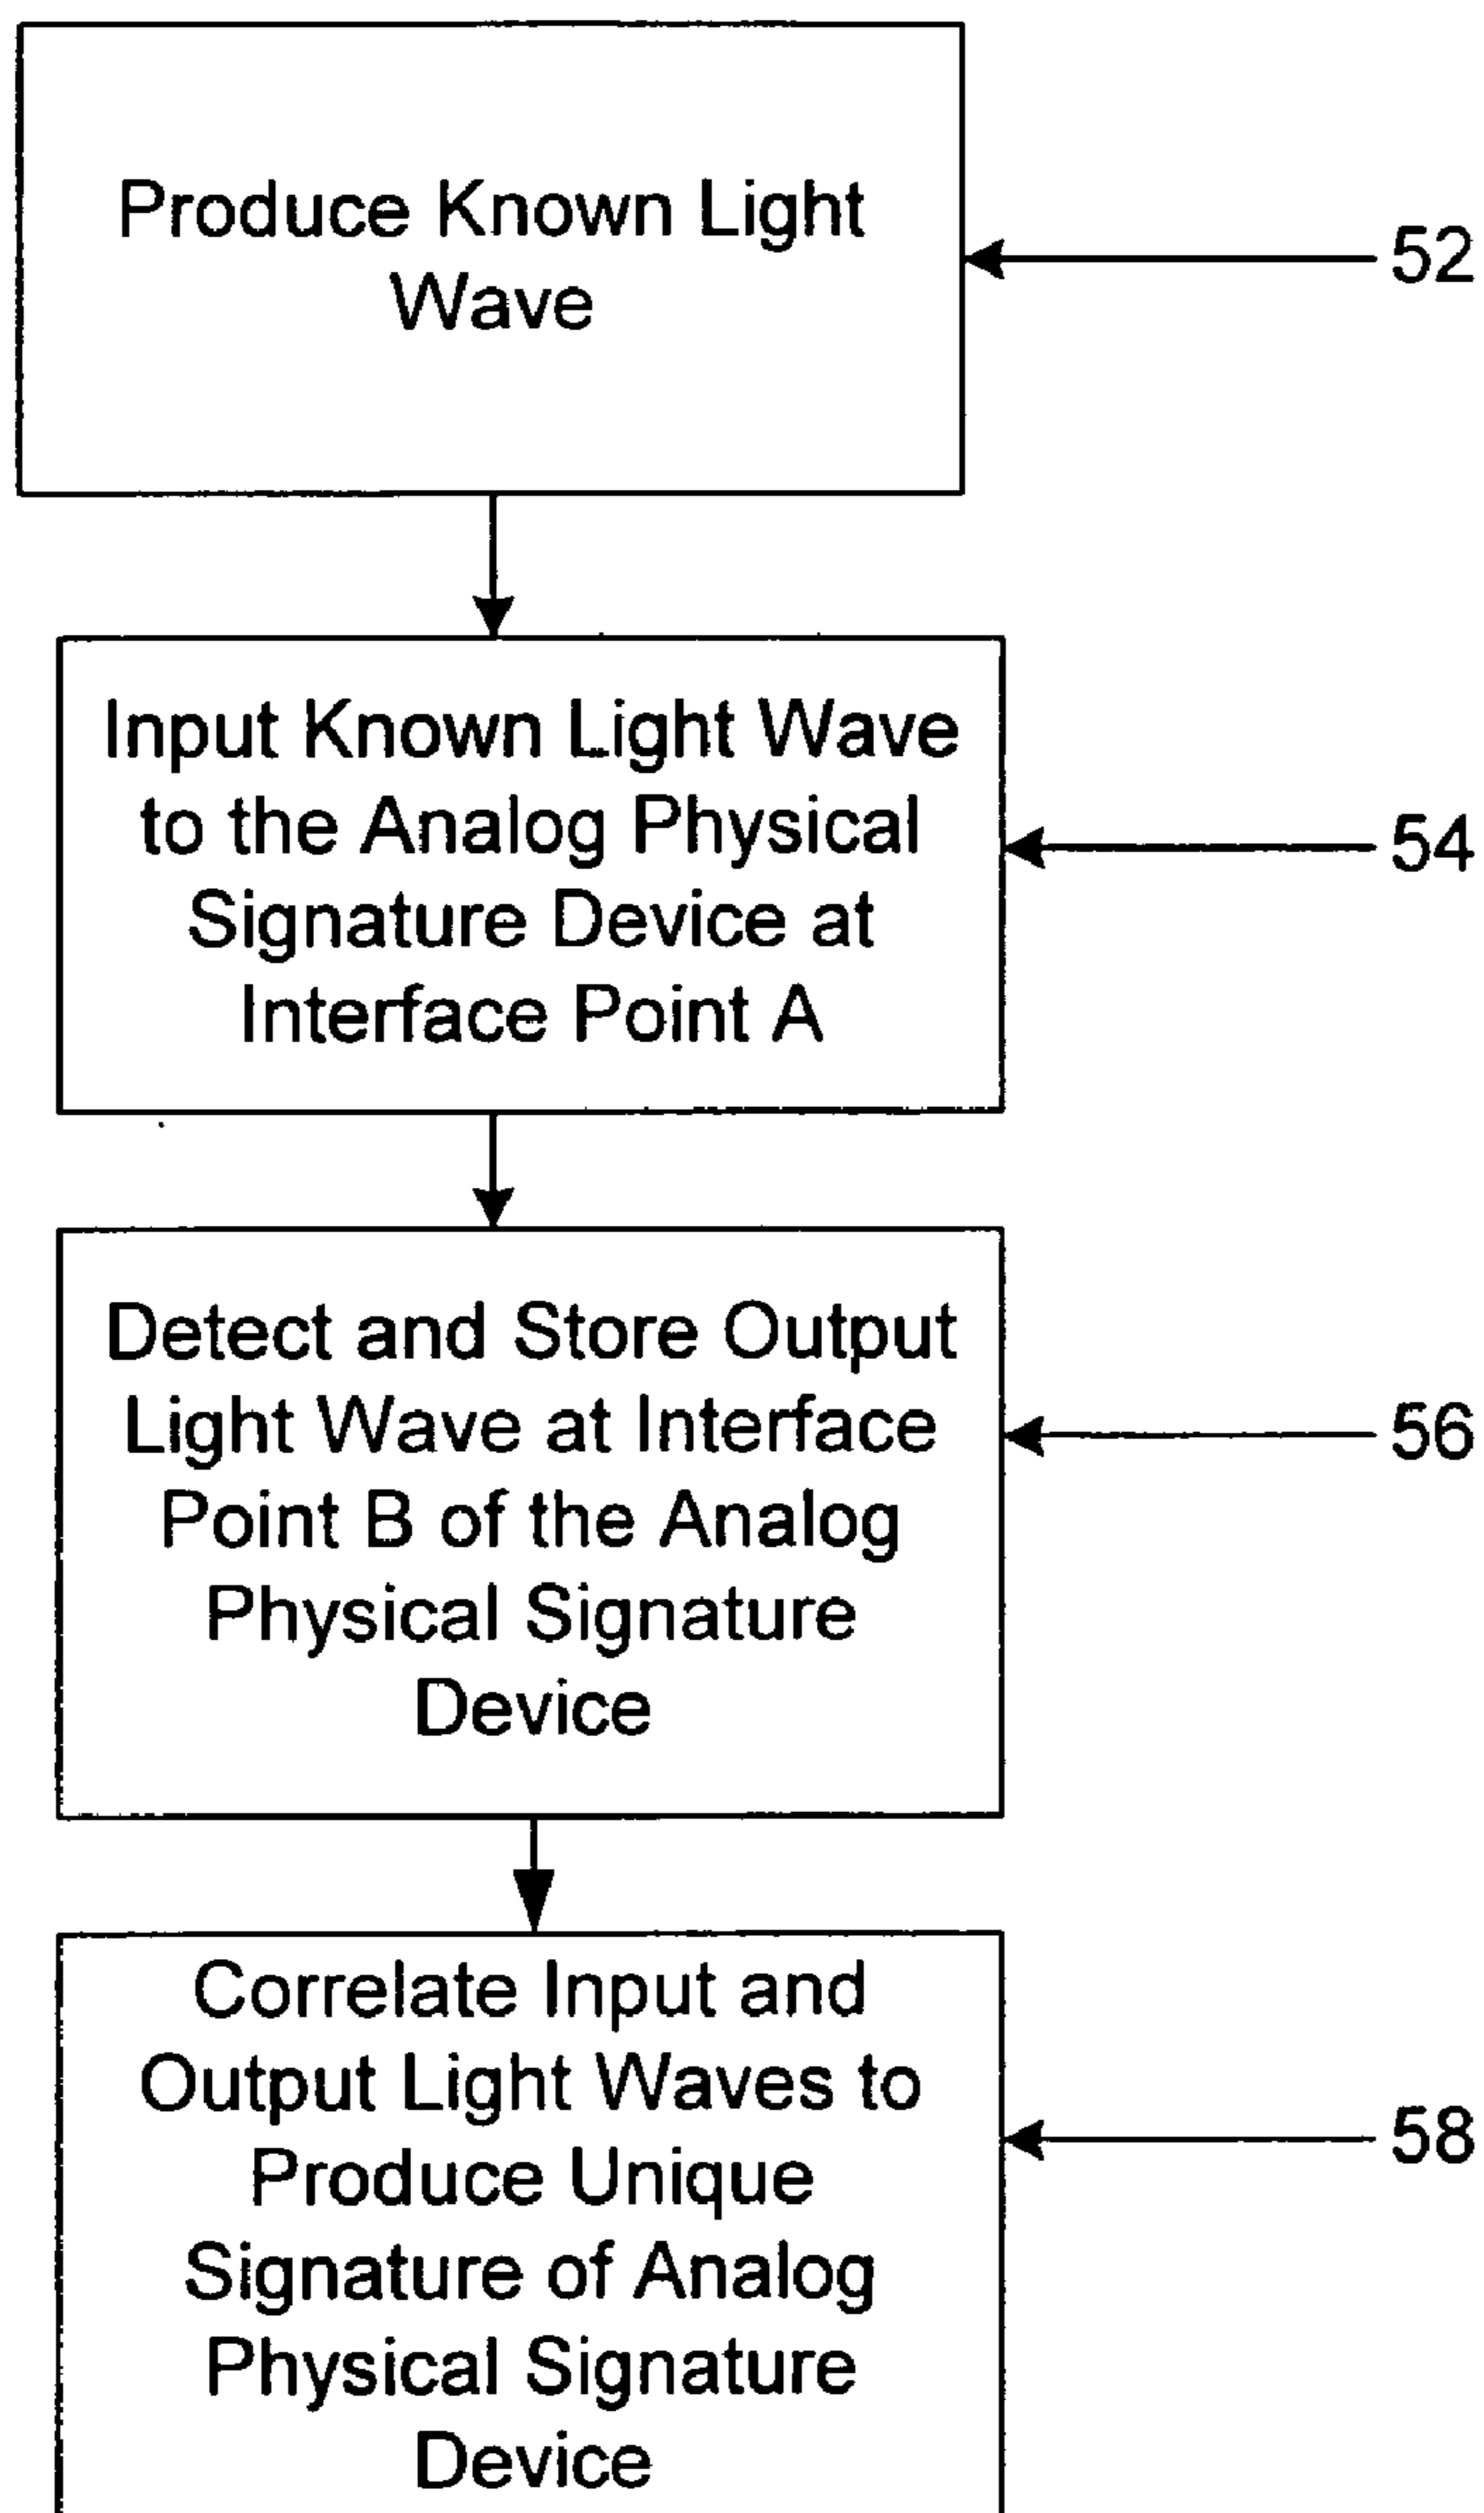 Produce Known Light
Wave
52
Input Known Light Wave
to the Analog Physical
Signature Device at
Interface Point A
54
Detect and Store Output
Light Wave at Interface
Point B of the Analog
Physical Signature
Device
56
Correlate Input and
Output Light Waves to
Produce Unique
Signature of Analog
Physical Signature
Device
58